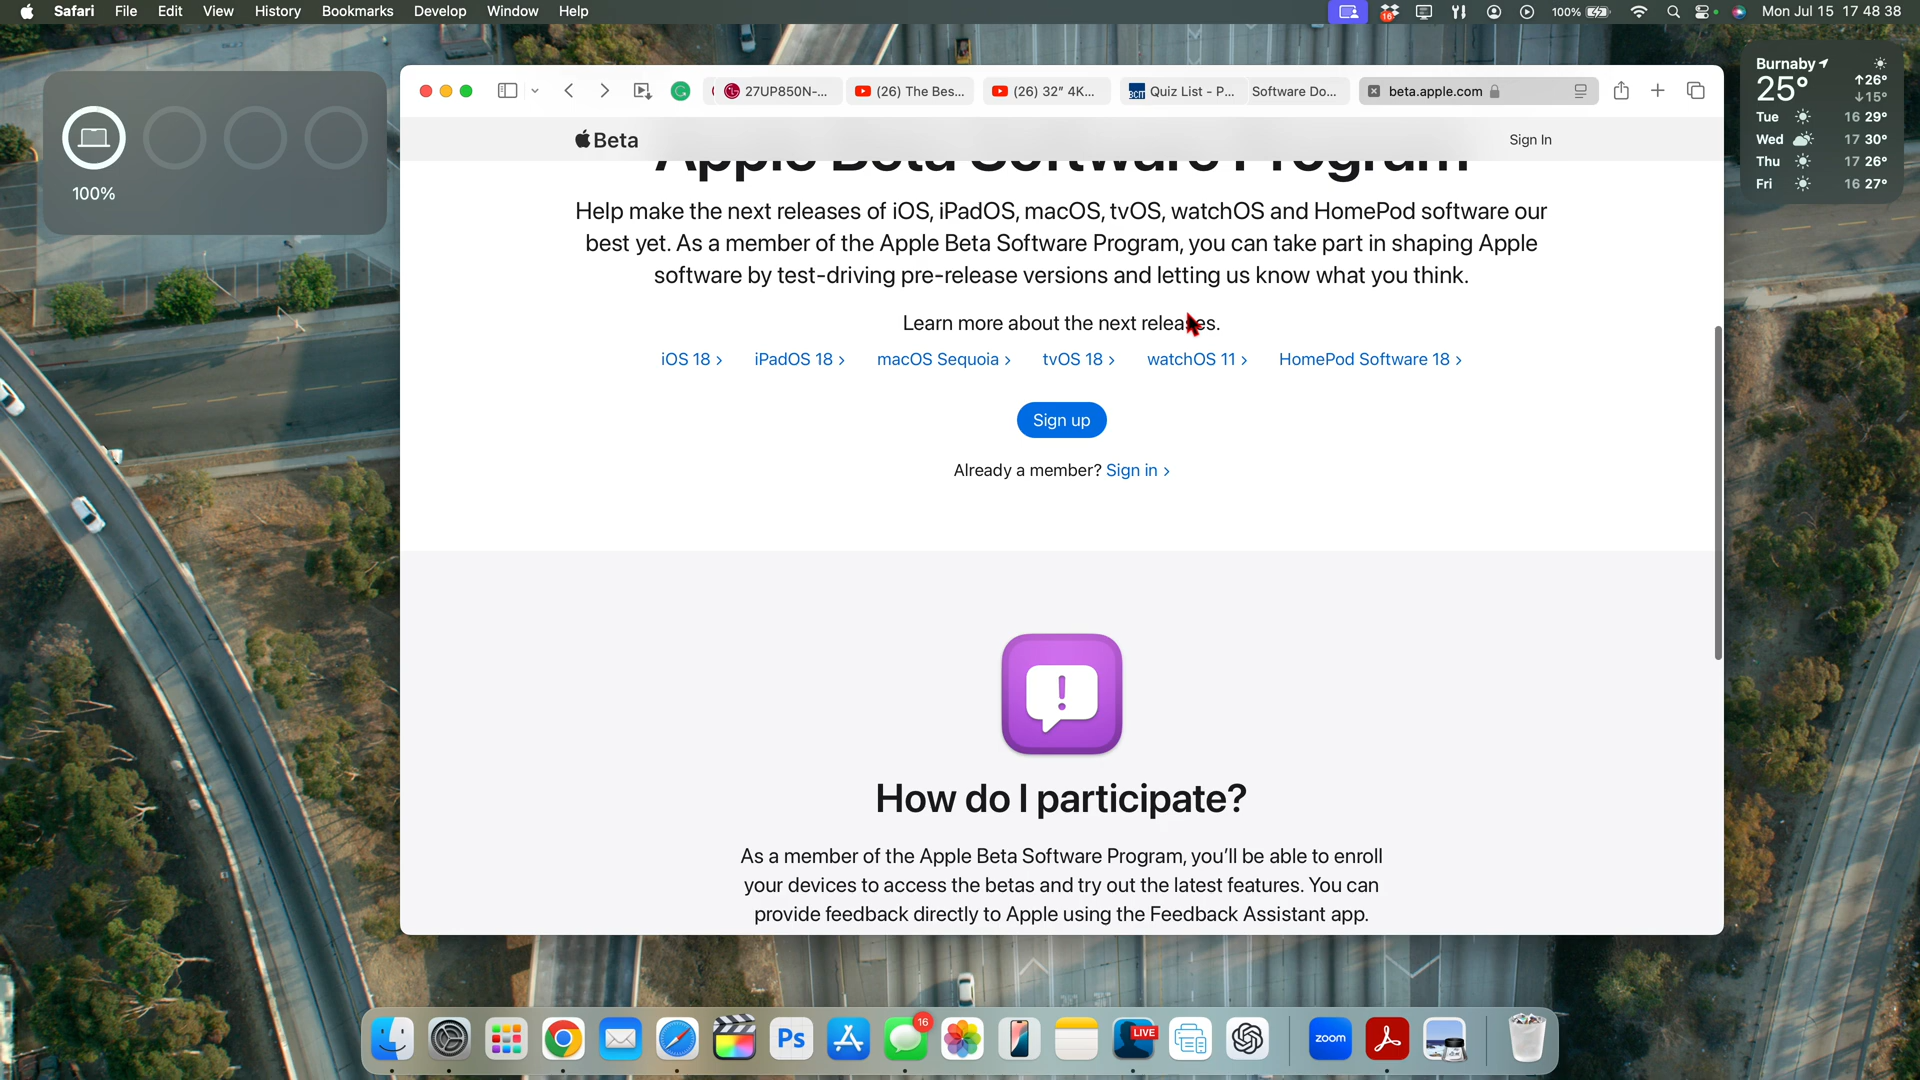 Safari File Edit View History Bookmarks Develop Window Help
16
100%
Mon Jul 15 17 48 38
100%
27UP850N-...
(26) The Bes...
(26) 32” 4K...
BCIT
Quiz List - P...
Software Do...
beta.apple.com
Burnaby
25°
↑26°
↓15°
Tue 16 29°
Wed 17 30°
Thu 17 26°
Fri 16 27°
Beta
Sign In
Apple Beta Software Program
Help make the next releases of iOS, iPadOS, macOS, tvOS, watchOS and HomePod software our
best yet. As a member of the Apple Beta Software Program, you can take part in shaping Apple
software by test-driving pre-release versions and letting us know what you think.
Learn more about the next releases.
iOS 18 > iPadOS 18 > macOS Sequoia > tvOS 18 > watchOS 11 > HomePod Software 18 >
Sign up
Already a member? Sign in >
How do I participate?
As a member of the Apple Beta Software Program, you’ll be able to enroll
your devices to access the betas and try out the latest features. You can
provide feedback directly to Apple using the Feedback Assistant app.
Ps
16
LIVE
zoom